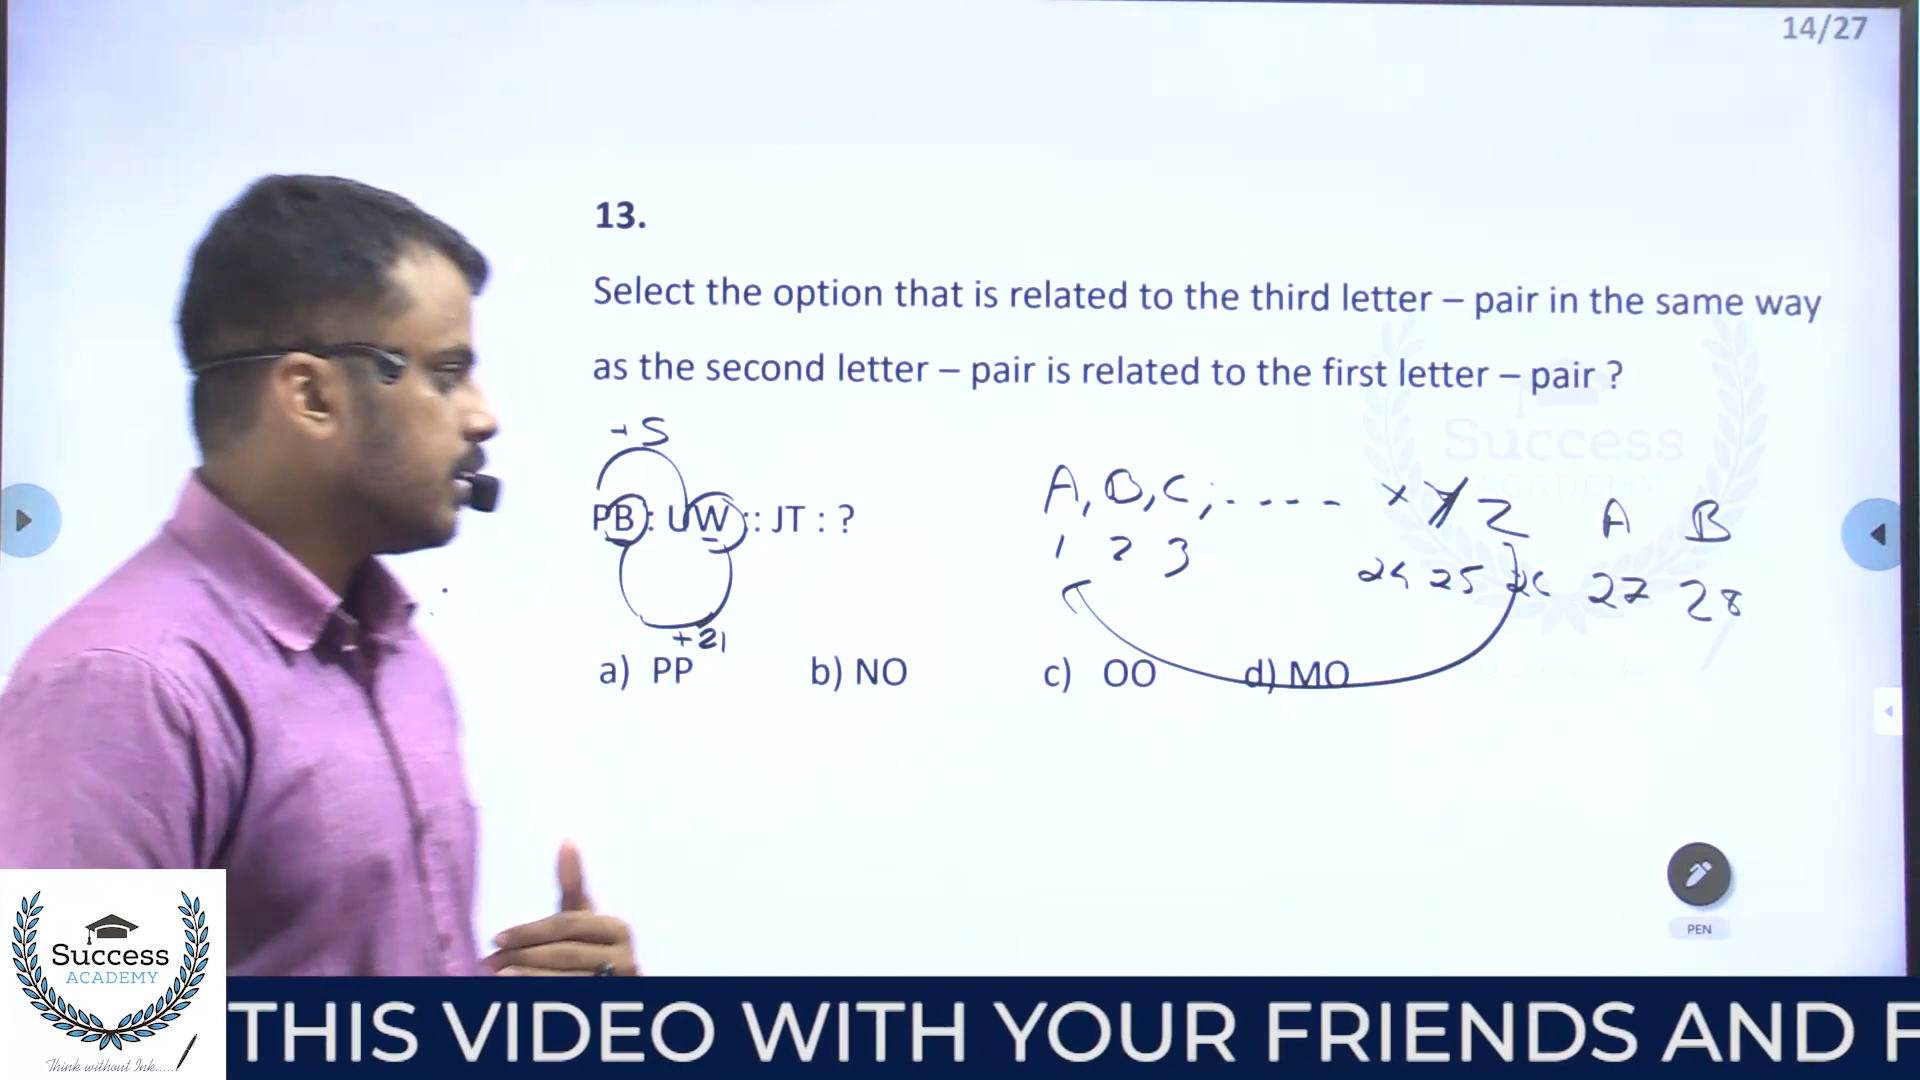 14/27
13.
Select the option that is related to the third letter – pair in the same way
as the second letter – pair is related to the first letter – pair ?
+5
PB : UW :: JT : ?
A, B, C, .---- X Y Z A B
1 2 3 24 25 26 27 28
+21
a) PP b) NO c) OO d) MO
Success
ACADEMY
PEN
Success
ACADEMY
Think without Ink.....
THIS VIDEO WITH YOUR FRIENDS AND F